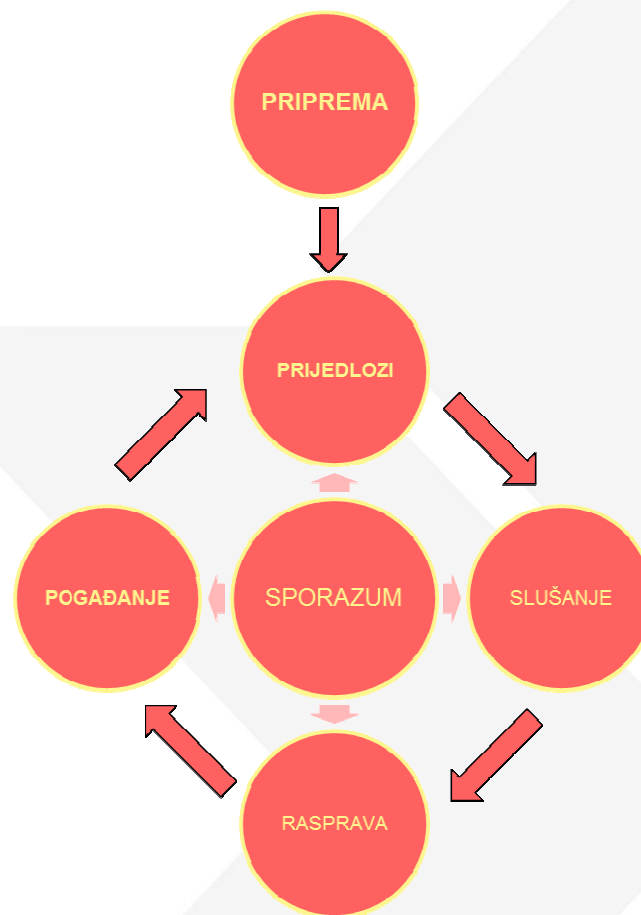 PRIPREMA
PRIJEDLOZI
POGAĐANJE
SPORAZUM
SLUŠANJE
RASPRAVA